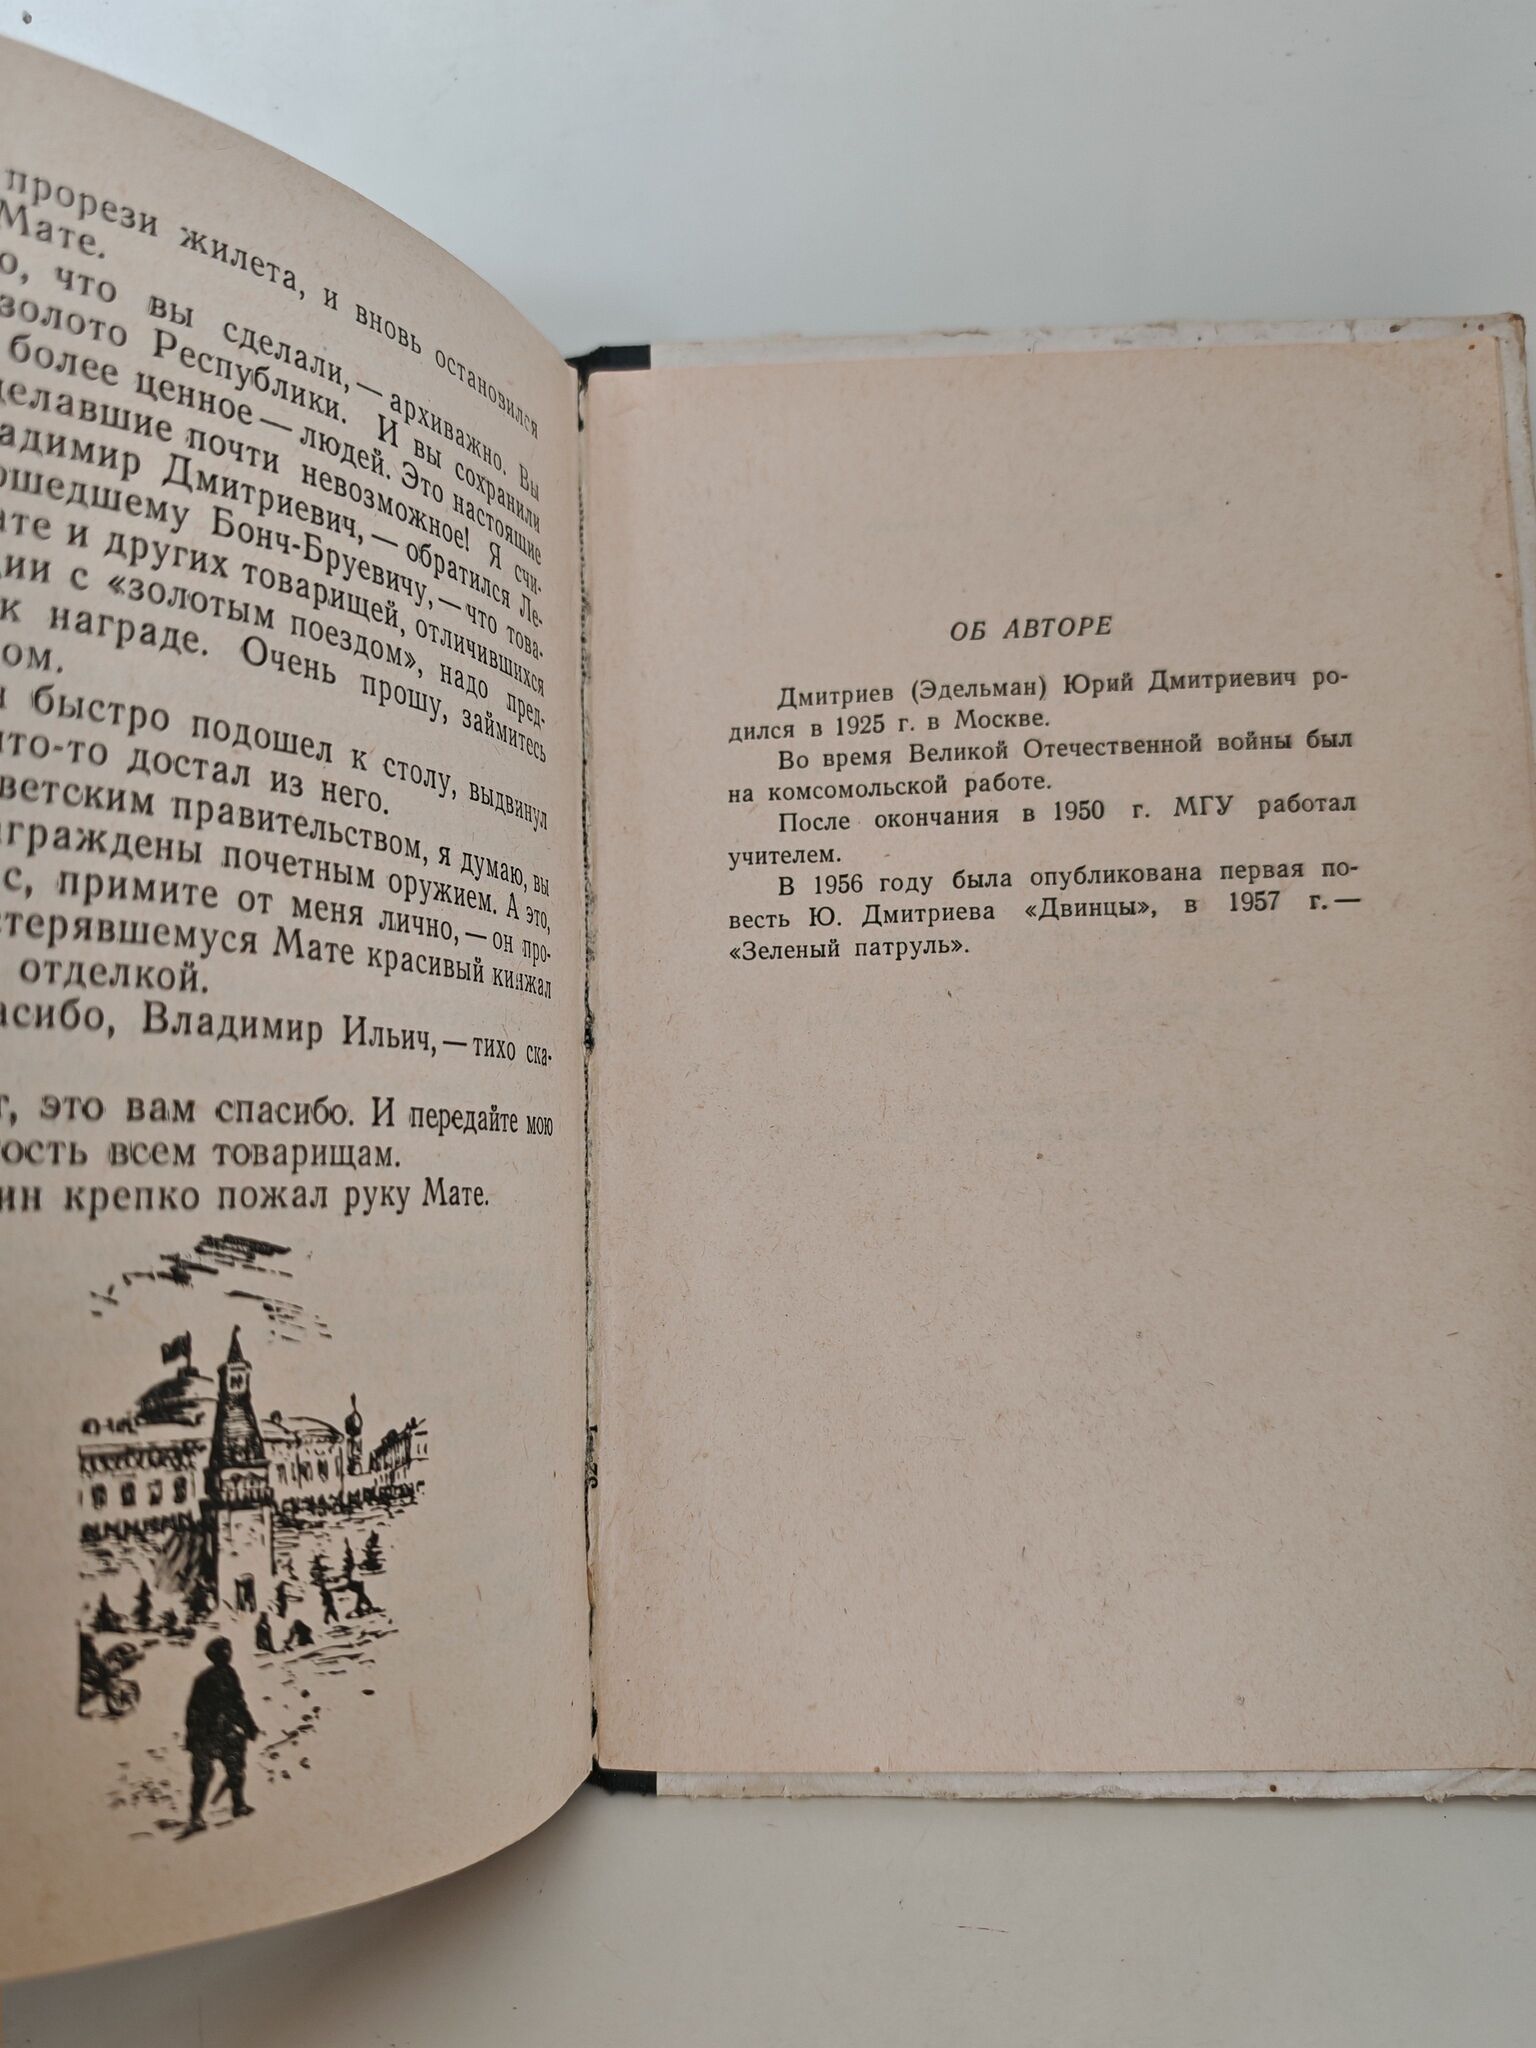 прорези жилета, и вновь остановился
Мате.
о, что вы сделали, — архиважно. Вы
золото Республики. И вы сохранили
более ценное — людей. Это настоящие
делавшие почти невозможное! Я счи-
адимир Дмитриевич, — обратился Ле-
ошедшему Бонч-Бруевичу, — что това-
ате и других товарищей, отличившихся
ции с «золотым поездом», надо пред-
к награде. Очень прошу, займитесь
ом.
н быстро подошел к столу, выдвинул
что-то достал из него.
ветским правительством, я думаю, вы
аграждены почетным оружием. А это,
с, примите от меня лично, — он про-
стерявшемуся Мате красивый кинжал
отделкой.
асибо, Владимир Ильич, — тихо ска-
т, это вам спасибо. И передайте мою
ость всем товарищам.
ин крепко пожал руку Мате.
ОБ АВТОРЕ
Дмитриев (Эдельман) Юрий Дмитриевич ро-
дился в 1925 г. в Москве.
Во время Великой Отечественной войны был
на комсомольской работе.
После окончания в 1950 г. МГУ работал
учителем.
В 1956 году была опубликована первая по-
весть Ю. Дмитриева «Двинцы», в 1957 г. —
«Зеленый патруль».